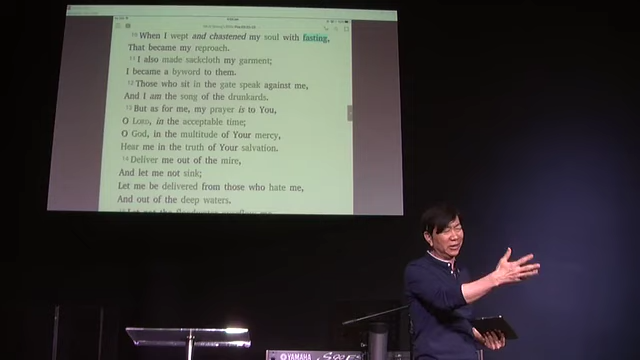 10 When I wept and chastened my soul with fasting,
That became my reproach.
11 I also made sackcloth my garment;
I became a byword to them.
12 Those who sit in the gate speak against me,
And I am the song of the drunkards.
13 But as for me, my prayer is to You,
O LORD, in the acceptable time;
O God, in the multitude of Your mercy,
Hear me in the truth of Your salvation.
14 Deliver me out of the mire,
And let me not sink;
Let me be delivered from those who hate me,
And out of the deep waters.
YAMAHA